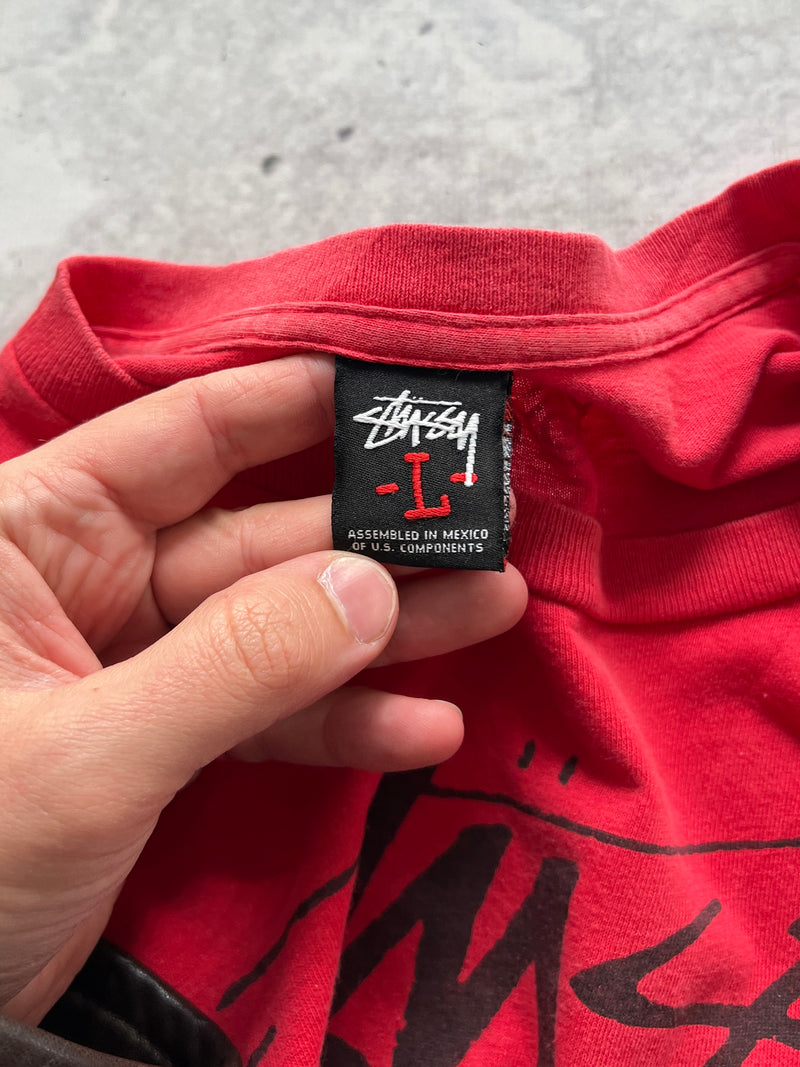 STÜSSY
-L-
ASSEMBLED IN MEXICO
OF U.S. COMPONENTS